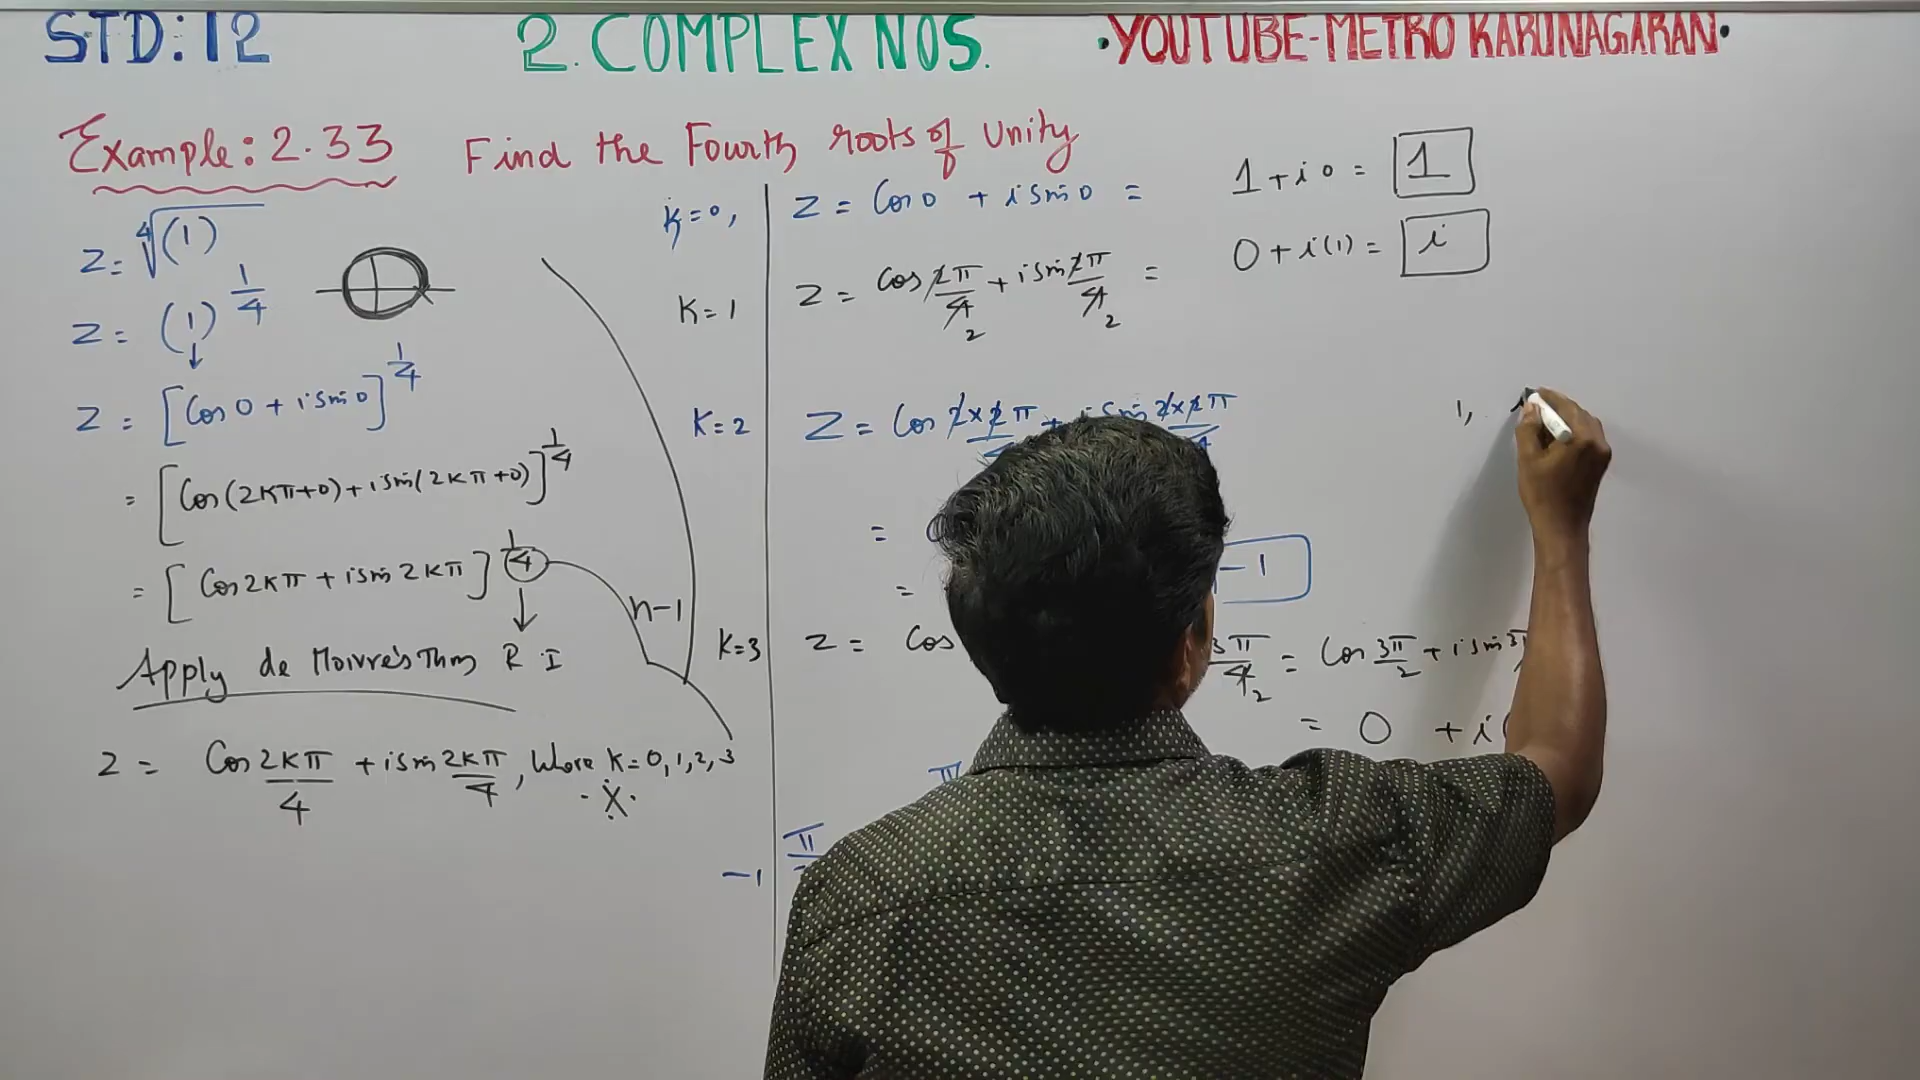 STD: 12 2. COMPLEX NOS. •YOUTUBE-METRO KARUNAGARAN•
Example: 2.33 Find the Fourth roots of Unity
Z = ∜(1)
Z = (1)^1/4
Z = [Cos 0 + i sin 0]^1/4
= [Cos(2Kπ+0) + i sin(2Kπ+0)]^1/4
= [Cos 2Kπ + i sin 2Kπ]^1/4
n-1
Apply de Moivre's Thm R.I
Z = Cos 2Kπ/4 + i sin 2Kπ/4, Where K = 0, 1, 2, 3
K=0, Z = Cos 0 + i sin 0 = 1 + i 0 = 1
K=1 Z = Cos 2π/4 + i sin 2π/4 = 0 + i(1) = i
2 2
K=2 Z = Cos 2x2π/4 + i sin 2x2π/4
=
= -1
K=3 Z = Cos 3π/4 = Cos 3π/2 + i sin 3π
2
= 0 + i(
π
-1
1,